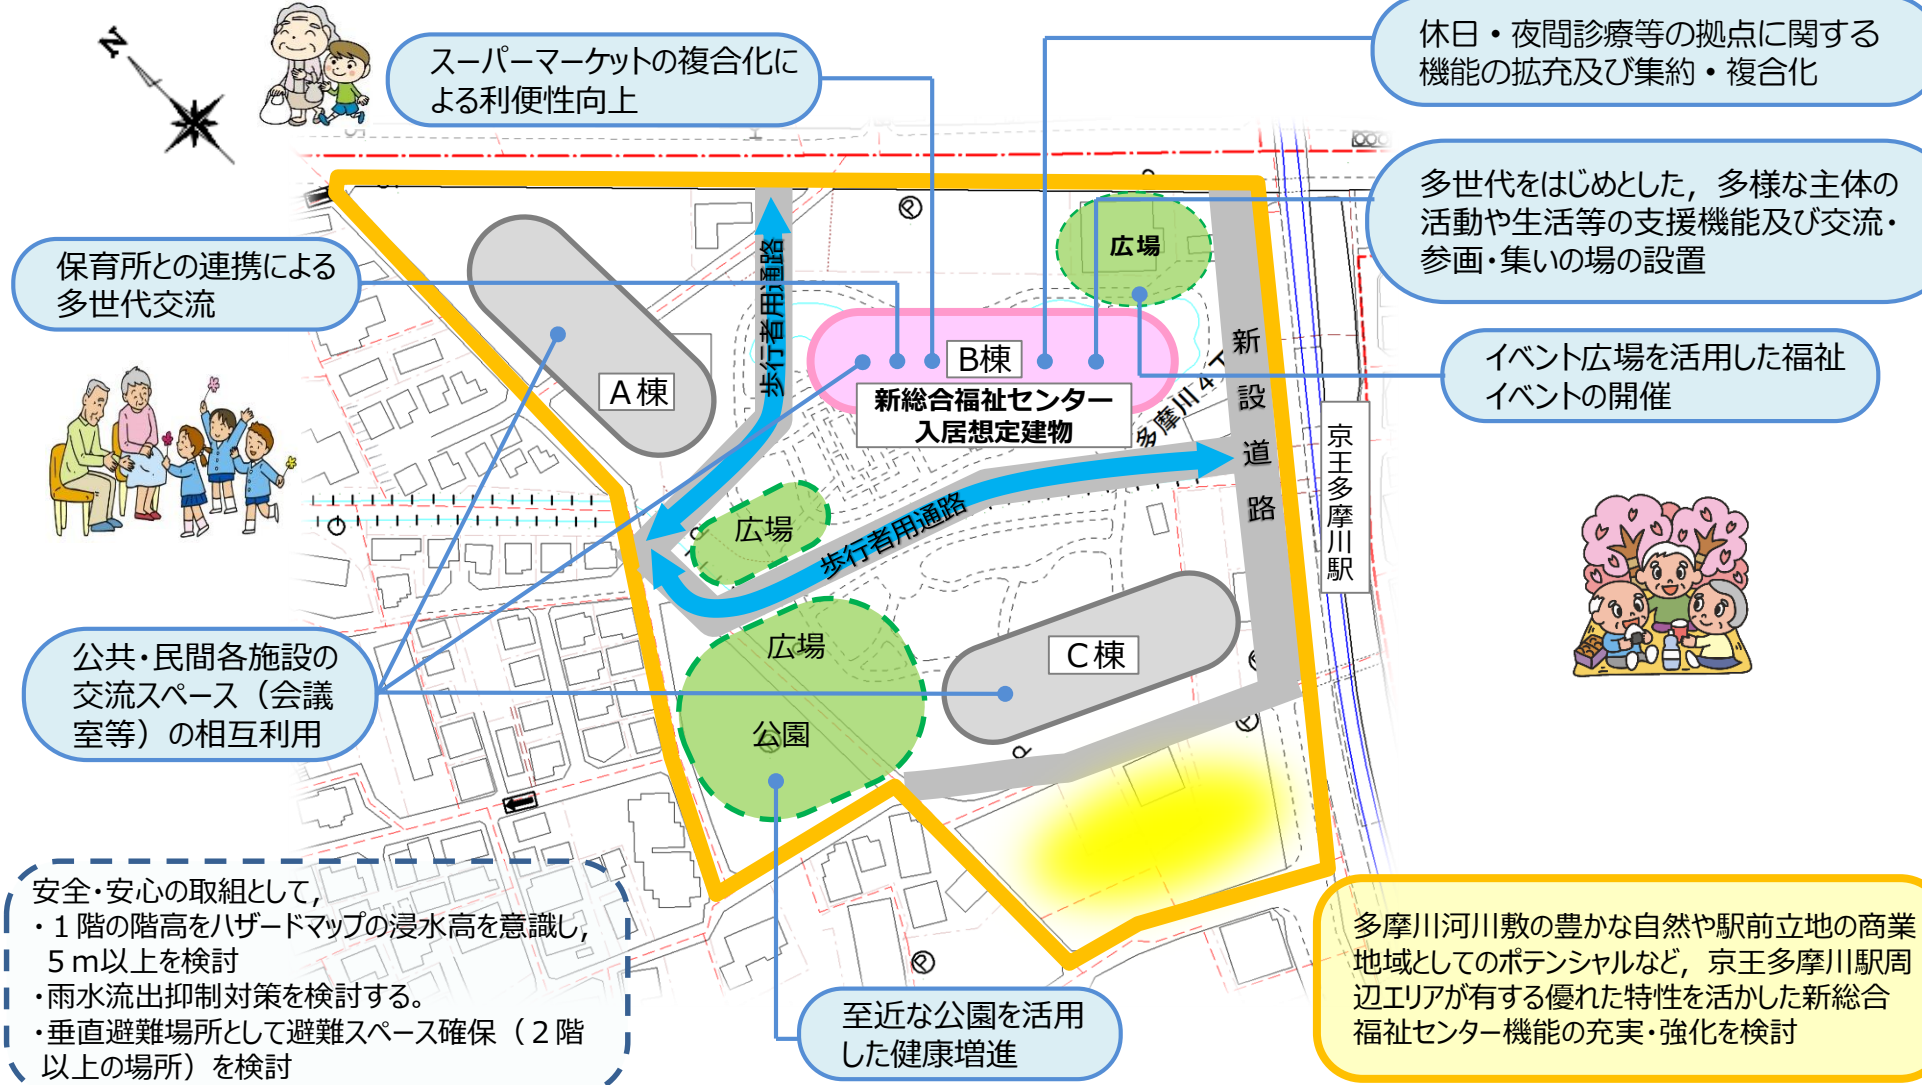 N
スーパーマーケットの複合化に
よる利便性向上
休日・夜間診療等の拠点に関する
機能の拡充及び集約・複合化
多世代をはじめとした，多様な主体の
活動や生活等の支援機能及び交流・
参画・集いの場の設置
保育所との連携による
多世代交流
イベント広場を活用した福祉
イベントの開催
広場
歩行者用通路
A棟
B棟
新総合福祉センター
入居想定建物
多摩川４丁
新設道路
京王多摩川駅
広場
歩行者用通路
広場
公園
C棟
公共・民間各施設の
交流スペース（会議
室等）の相互利用
安全・安心の取組として，
・１階の階高をハザードマップの浸水高を意識し，
５ｍ以上を検討
・雨水流出抑制対策を検討する。
・垂直避難場所として避難スペース確保（２階
以上の場所）を検討
至近な公園を活用
した健康増進
多摩川河川敷の豊かな自然や駅前立地の商業
地域としてのポテンシャルなど，京王多摩川駅周
辺エリアが有する優れた特性を活かした新総合
福祉センター機能の充実・強化を検討